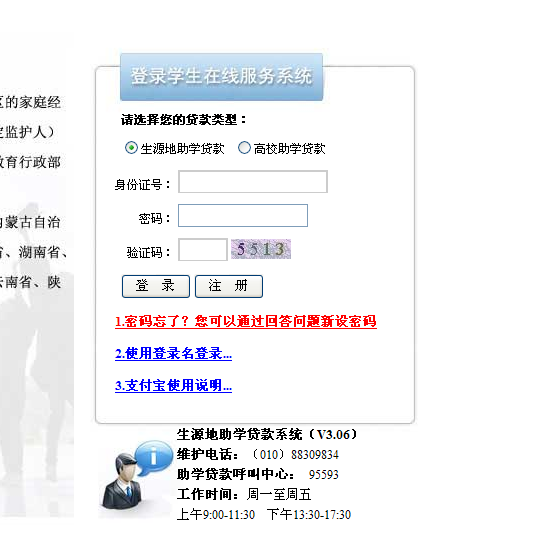 登录学生在线服务系统
区的家庭经
定监护人）
教育行政部
内蒙古自治
省、湖南省、
云南省、陕
请选择您的贷款类型：
生源地助学贷款 高校助学贷款
身份证号：
密码：
验证码： 5513
登 录 注 册
1.密码忘了？您可以通过回答问题新设密码
2.使用登录名登录...
3.支付宝使用说明...
生源地助学贷款系统（V3.06）
维护电话：（010）88309834
助学贷款呼叫中心： 95593
工作时间：周一至周五
上午9:00-11:30 下午13:30-17:30